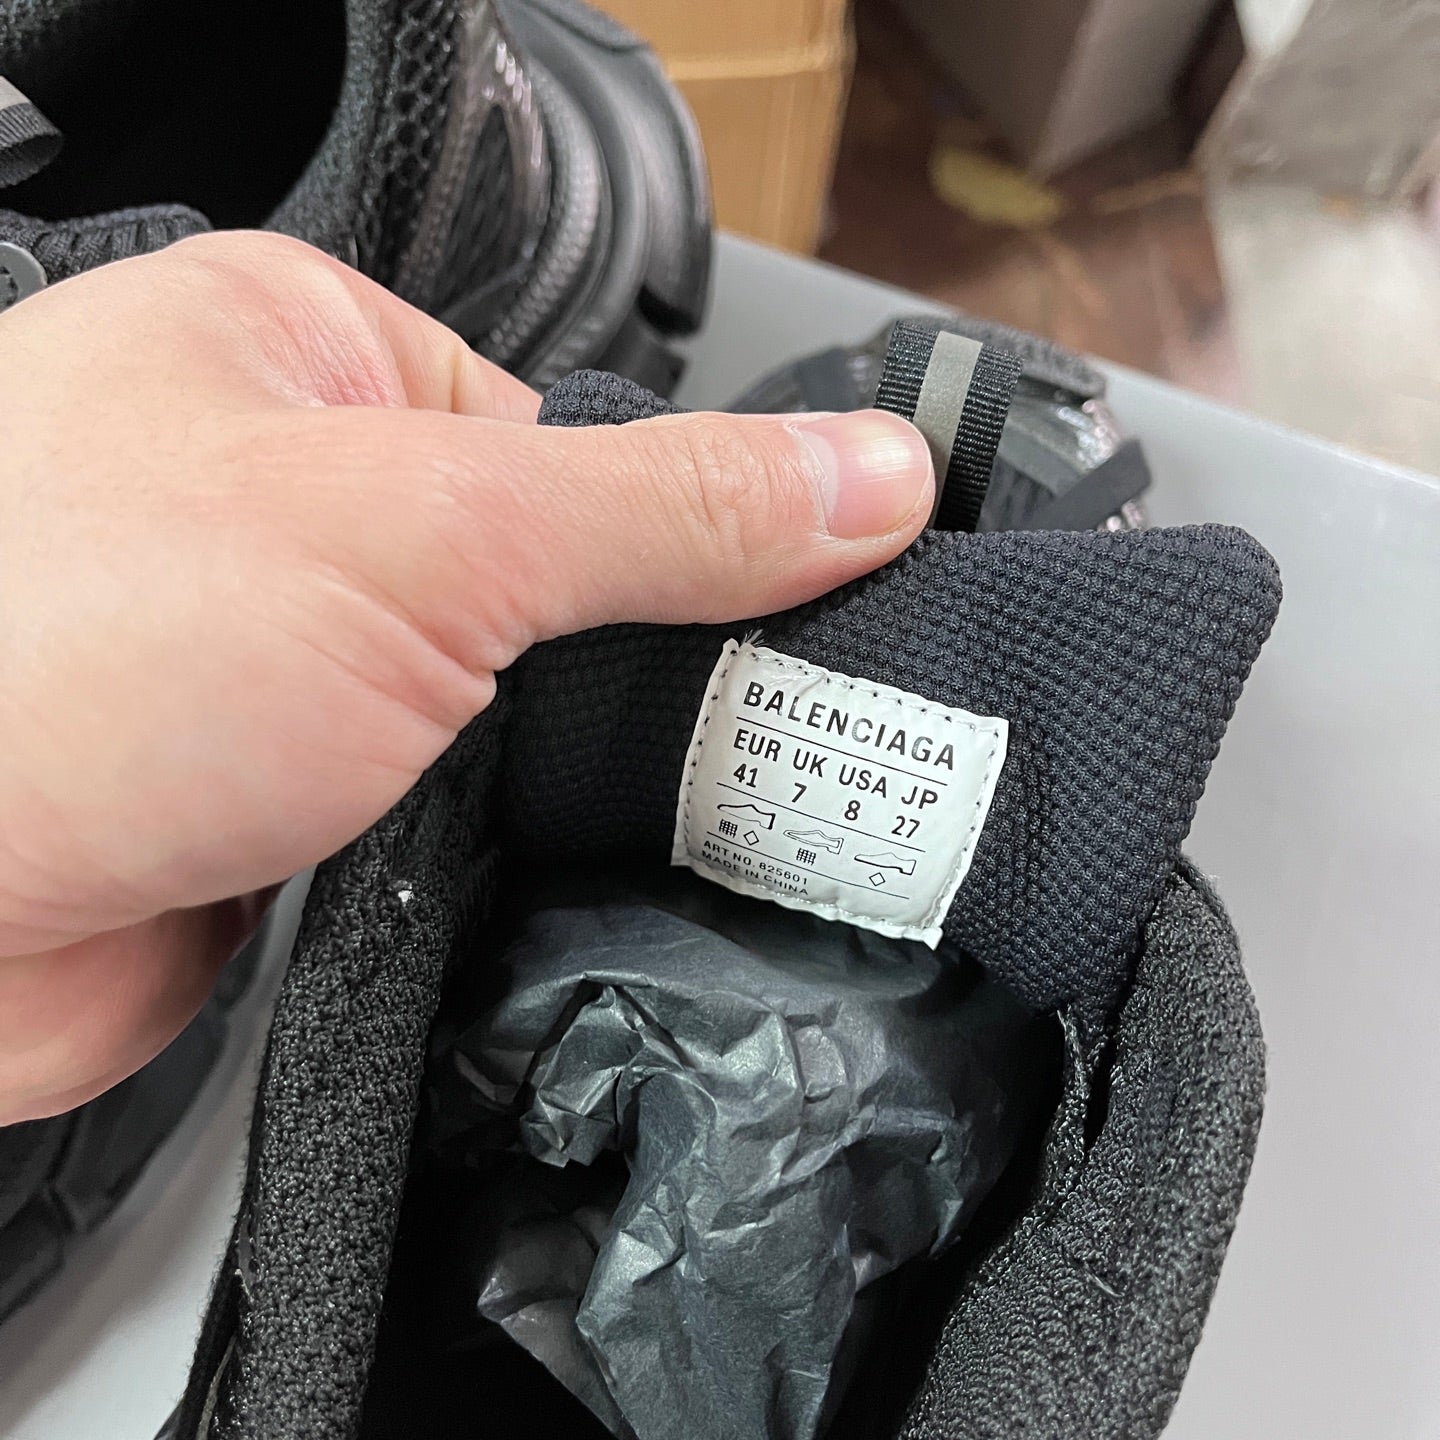 BALENCIAGA
EUR UK USA JP
41 7 8 27
ART NO. 825601
MADE IN CHINA